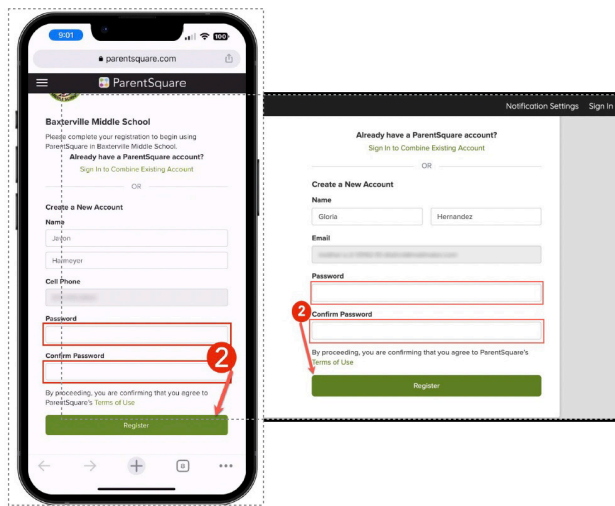 9:01
100
parentsquare.com
ParentSquare
Baxterville Middle School
Please complete your registration to begin using
ParentSquare in Baxterville Middle School.
Already have a ParentSquare account?
Sign In to Combine Existing Account
OR
Create a New Account
Name
Jason
Cell Phone
Password
Confirm Password
2
By proceeding, you are confirming that you agree to
ParentSquare's Terms of Use
Register
8
Notification Settings Sign In
Already have a ParentSquare account?
Sign In to Combine Existing Account
OR
Create a New Account
Name
Gloria Hernandez
Email
Password
2
Confirm Password
By proceeding, you are confirming that you agree to ParentSquare's
Terms of Use
Register